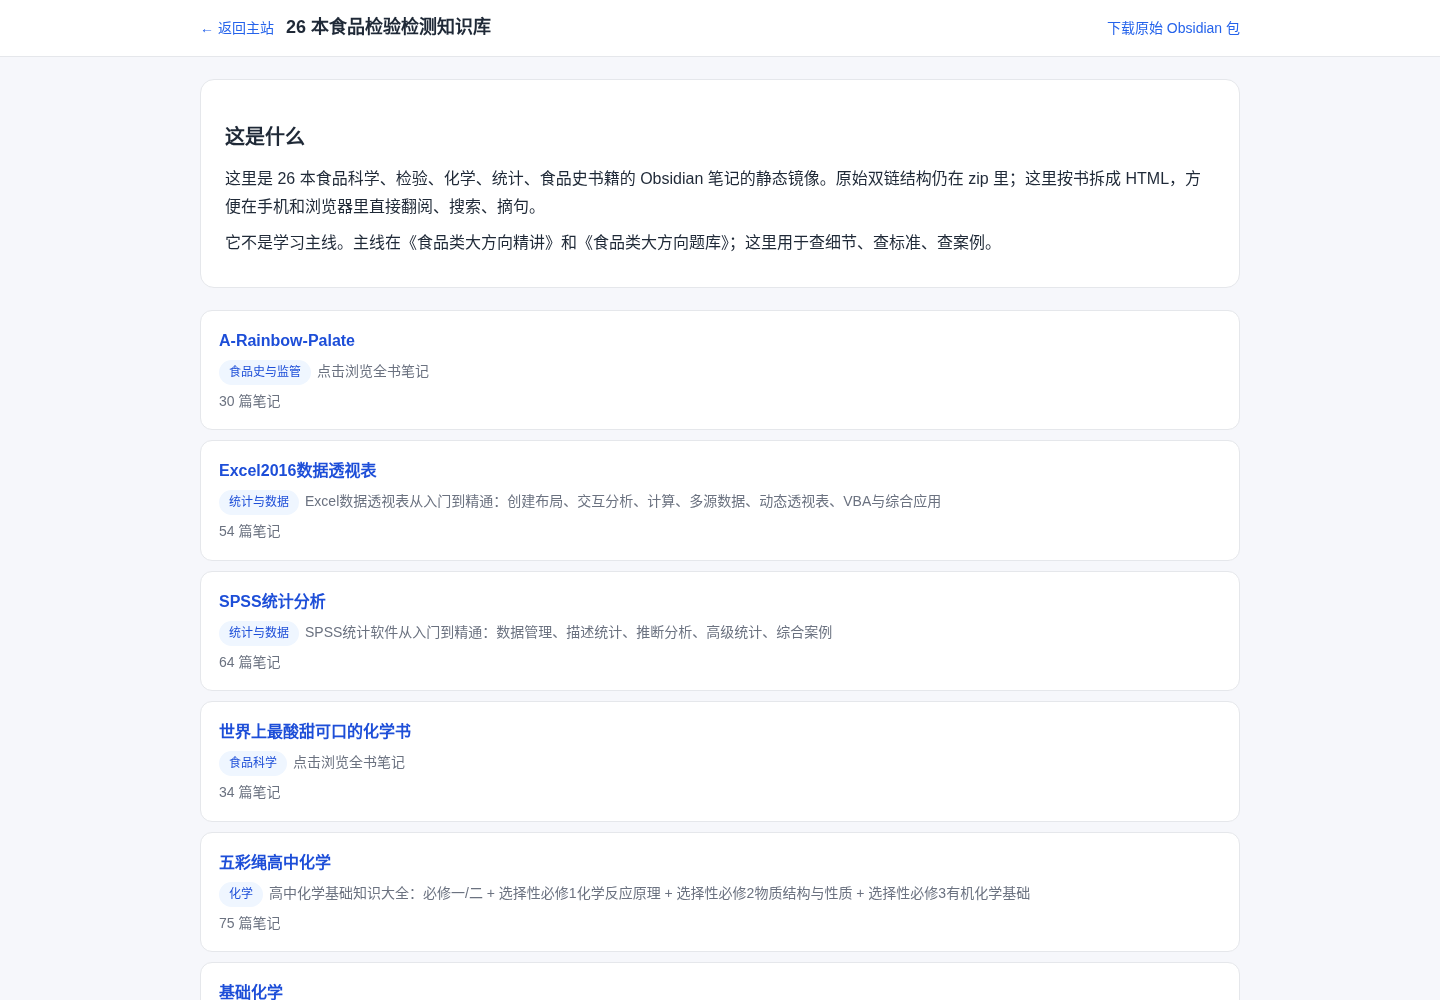 ← 返回主站 26 本食品检验检测知识库 下载原始 Obsidian 包
这是什么
这里是 26 本食品科学、检验、化学、统计、食品史书籍的 Obsidian 笔记的静态镜像。原始双链结构仍在 zip 里；这里按书拆成 HTML，方
便在手机和浏览器里直接翻阅、搜索、摘句。
它不是学习主线。主线在《食品类大方向精讲》和《食品类大方向题库》；这里用于查细节、查标准、查案例。
A-Rainbow-Palate
食品史与监管 点击浏览全书笔记
30 篇笔记
Excel2016数据透视表
统计与数据 Excel数据透视表从入门到精通：创建布局、交互分析、计算、多源数据、动态透视表、VBA与综合应用
54 篇笔记
SPSS统计分析
统计与数据 SPSS统计软件从入门到精通：数据管理、描述统计、推断分析、高级统计、综合案例
64 篇笔记
世界上最酸甜可口的化学书
食品科学 点击浏览全书笔记
34 篇笔记
五彩绳高中化学
化学 高中化学基础知识大全：必修一/二 + 选择性必修1化学反应原理 + 选择性必修2物质结构与性质 + 选择性必修3有机化学基础
75 篇笔记
基础化学